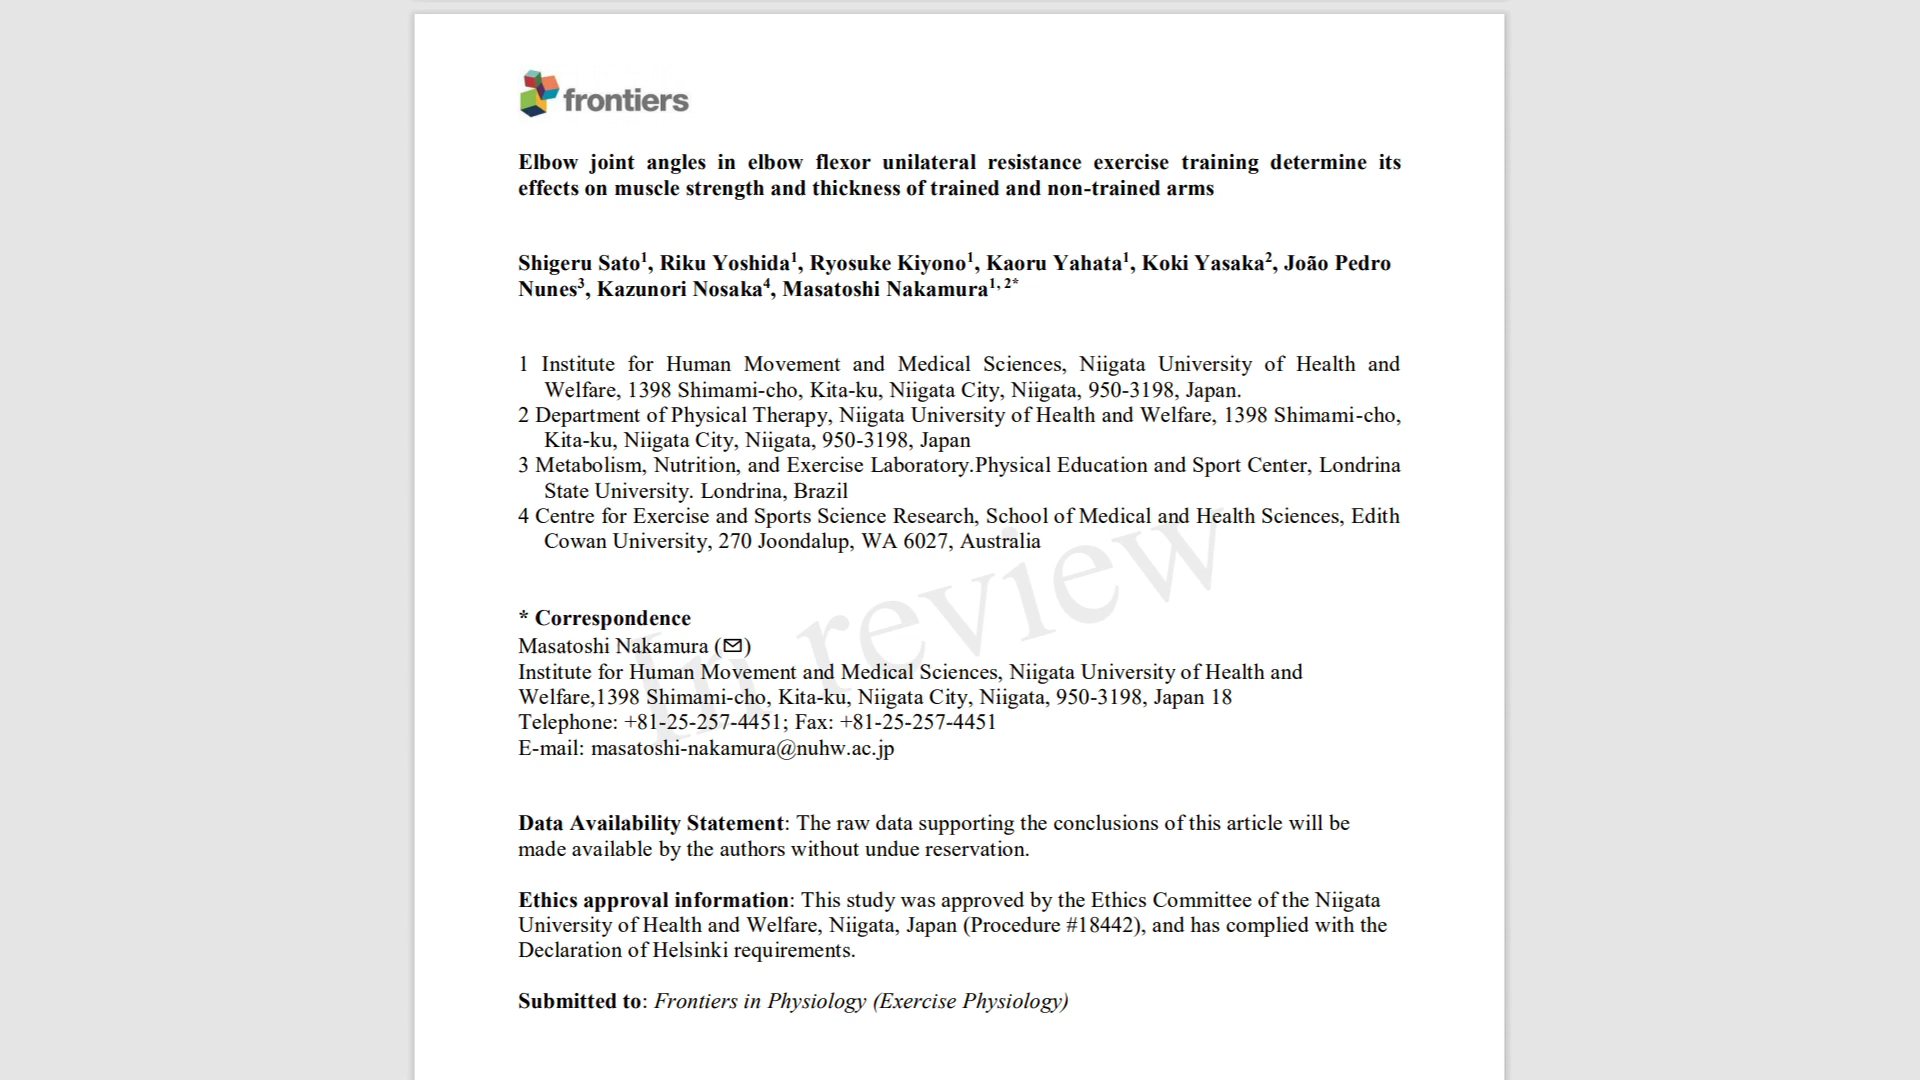 frontiers
Elbow joint angles in elbow flexor unilateral resistance exercise training determine its
effects on muscle strength and thickness of trained and non-trained arms
Shigeru Sato1, Riku Yoshida1, Ryosuke Kiyono1, Kaoru Yahata1, Koki Yasaka2, João Pedro
Nunes3, Kazunori Nosaka4, Masatoshi Nakamura1, 2*
1 Institute for Human Movement and Medical Sciences, Niigata University of Health and
Welfare, 1398 Shimami-cho, Kita-ku, Niigata City, Niigata, 950-3198, Japan.
2 Department of Physical Therapy, Niigata University of Health and Welfare, 1398 Shimami-cho,
Kita-ku, Niigata City, Niigata, 950-3198, Japan
3 Metabolism, Nutrition, and Exercise Laboratory.Physical Education and Sport Center, Londrina
State University. Londrina, Brazil
4 Centre for Exercise and Sports Science Research, School of Medical and Health Sciences, Edith
Cowan University, 270 Joondalup, WA 6027, Australia
In review
* Correspondence
Masatoshi Nakamura (✉)
Institute for Human Movement and Medical Sciences, Niigata University of Health and
Welfare,1398 Shimami-cho, Kita-ku, Niigata City, Niigata, 950-3198, Japan 18
Telephone: +81-25-257-4451; Fax: +81-25-257-4451
E-mail: masatoshi-nakamura@nuhw.ac.jp
Data Availability Statement: The raw data supporting the conclusions of this article will be
made available by the authors without undue reservation.
Ethics approval information: This study was approved by the Ethics Committee of the Niigata
University of Health and Welfare, Niigata, Japan (Procedure #18442), and has complied with the
Declaration of Helsinki requirements.
Submitted to: Frontiers in Physiology (Exercise Physiology)